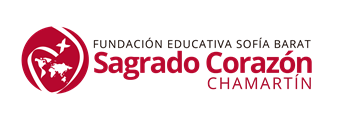 FUNDACIÓN EDUCATIVA SOFÍA BARAT
Sagrado Corazón
CHAMARTÍN